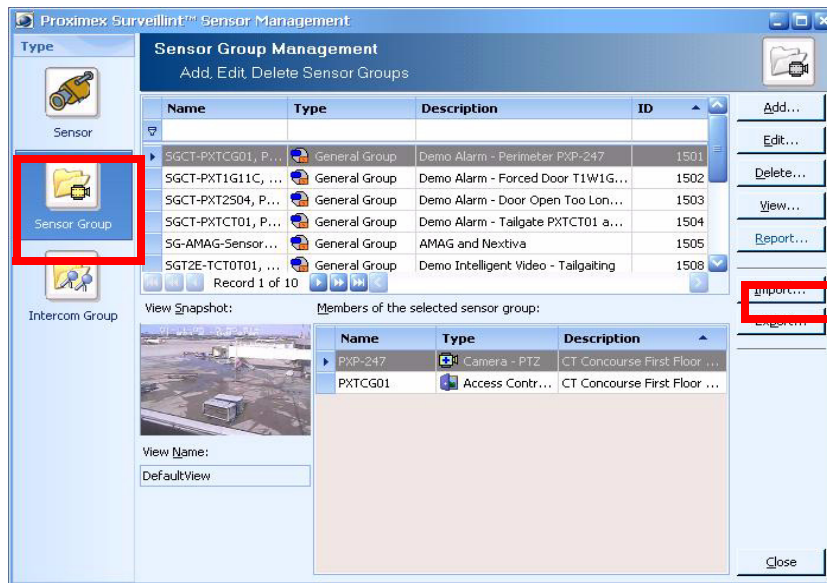 Proximex Surveillint™ Sensor Management
Type
Sensor
Sensor Group
Intercom Group
Sensor Group Management
Add, Edit, Delete Sensor Groups
Name Type Description ID
SGCT-PXTCG01, P... General Group Demo Alarm - Perimeter PXP-247 1501
SGCT-PXT1G11C, ... General Group Demo Alarm - Forced Door T1W1G... 1502
SGCT-PXT2S04, P... General Group Demo Alarm - Door Open Too Lon... 1503
SGCT-PXTCT01, P... General Group Demo Alarm - Tailgate PXTCT01 a... 1504
SG-AMAG-Sensor... General Group AMAG and Nextiva 1505
SGT2E-TCT0T01, ... General Group Demo Intelligent Video - Tailgaiting 1508
Record 1 of 10
View Snapshot:
View Name:
DefaultView
Members of the selected sensor group:
Name Type Description
PXP-247 Camera - PTZ CT Concourse First Floor ...
PXTCG01 Access Contr... CT Concourse First Floor ...
Add...
Edit...
Delete...
View...
Report...
Import...
Export...
Close